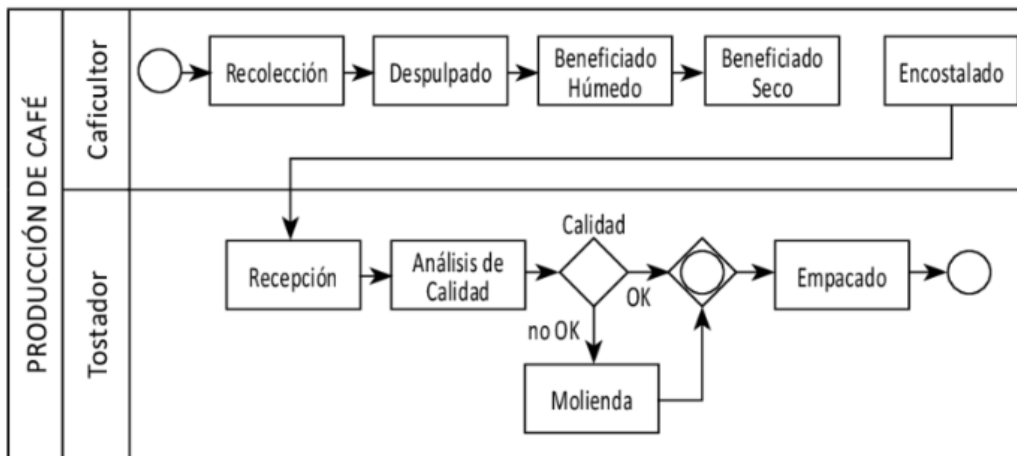 PRODUCCIÓN DE CAFÉ
Caficultor
Recolección
Despulpado
Beneficiado
Húmedo
Beneficiado
Seco
Encostalado
Tostador
Recepción
Análisis de
Calidad
Calidad
OK
no OK
Molienda
Empacado